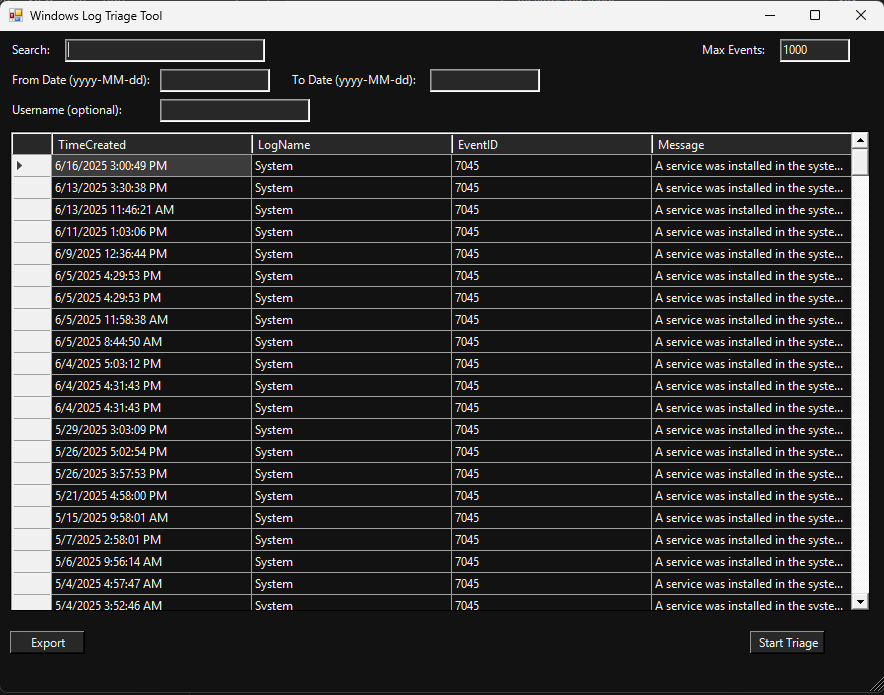 Windows Log Triage Tool
Search: Max Events: 1000
From Date (yyyy-MM-dd): To Date (yyyy-MM-dd):
Username (optional):
TimeCreated LogName EventID Message
6/16/2025 3:00:49 PM System 7045 A service was installed in the syste...
6/13/2025 3:30:38 PM System 7045 A service was installed in the syste...
6/13/2025 11:46:21 AM System 7045 A service was installed in the syste...
6/11/2025 1:03:06 PM System 7045 A service was installed in the syste...
6/9/2025 12:36:44 PM System 7045 A service was installed in the syste...
6/5/2025 4:29:53 PM System 7045 A service was installed in the syste...
6/5/2025 4:29:53 PM System 7045 A service was installed in the syste...
6/5/2025 11:58:38 AM System 7045 A service was installed in the syste...
6/5/2025 8:44:50 AM System 7045 A service was installed in the syste...
6/4/2025 5:03:12 PM System 7045 A service was installed in the syste...
6/4/2025 4:31:43 PM System 7045 A service was installed in the syste...
6/4/2025 4:31:43 PM System 7045 A service was installed in the syste...
5/29/2025 3:03:09 PM System 7045 A service was installed in the syste...
5/26/2025 5:02:54 PM System 7045 A service was installed in the syste...
5/26/2025 3:57:53 PM System 7045 A service was installed in the syste...
5/21/2025 4:58:00 PM System 7045 A service was installed in the syste...
5/15/2025 9:58:01 AM System 7045 A service was installed in the syste...
5/7/2025 2:58:01 PM System 7045 A service was installed in the syste...
5/6/2025 9:56:14 AM System 7045 A service was installed in the syste...
5/4/2025 4:57:47 AM System 7045 A service was installed in the syste...
5/4/2025 3:52:46 AM System 7045 A service was installed in the syste...
Export Start Triage